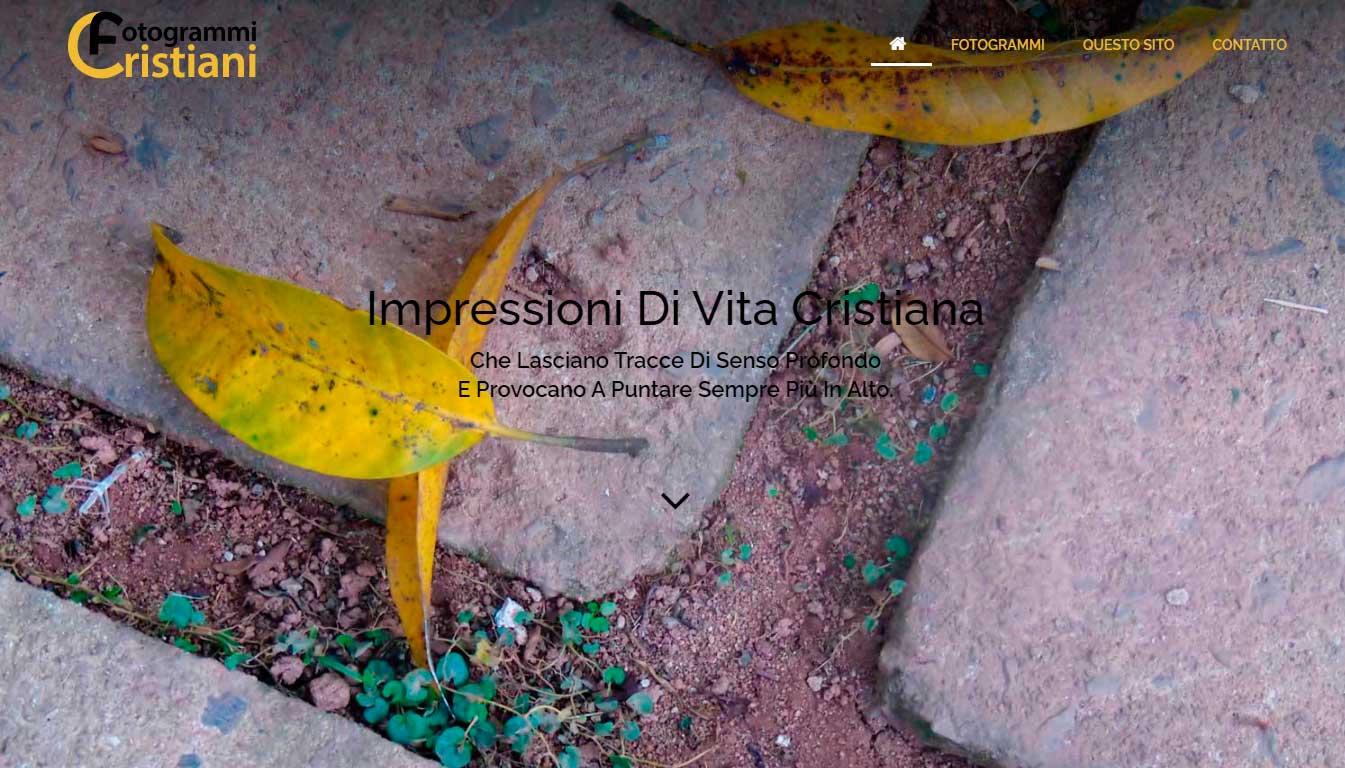 Fotogrammi
Cristiani
FOTOGRAMMI
QUESTO SITO
CONTATTO
Impressioni Di Vita Cristiana
Che Lasciano Tracce Di Senso Profondo
E Provocano A Puntare Sempre Più In Alto.